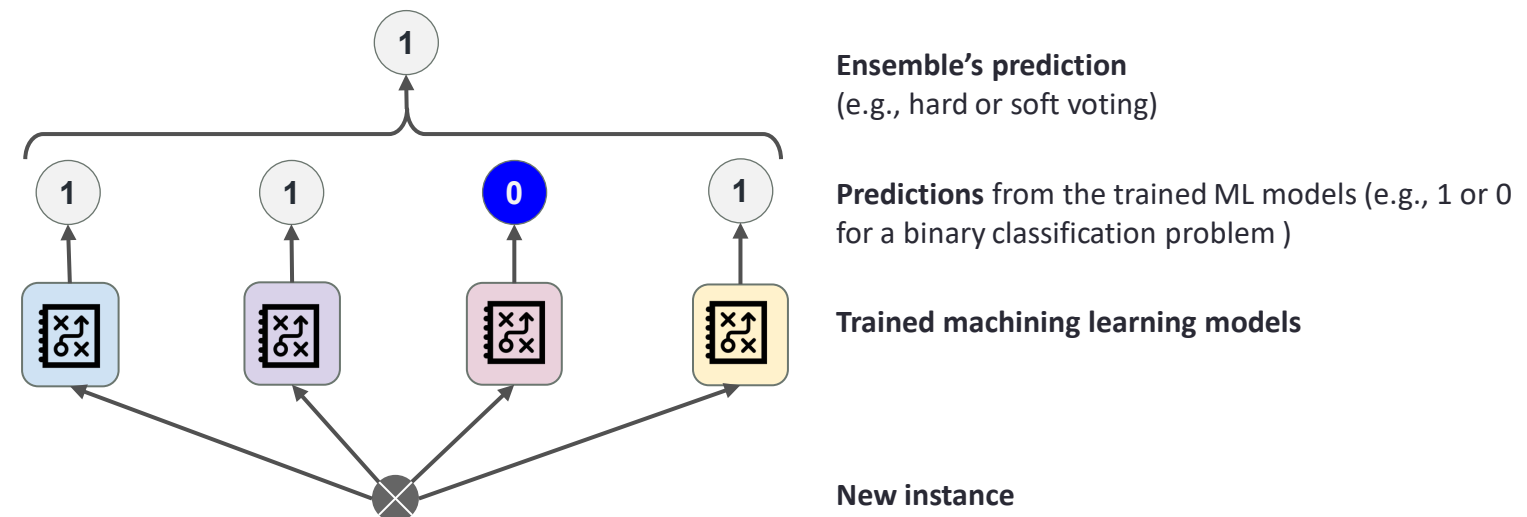 1
Ensemble’s prediction
(e.g., hard or soft voting)
1 1 0 1
Predictions from the trained ML models (e.g., 1 or 0
for a binary classification problem )
Trained machining learning models
New instance